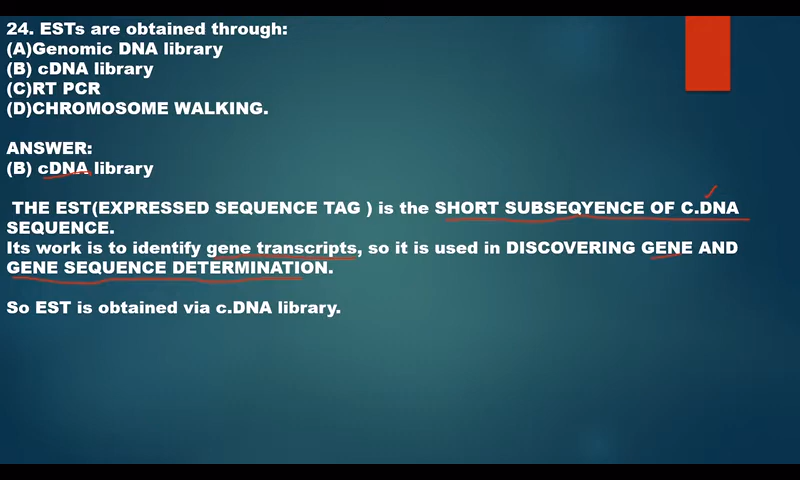 24. ESTs are obtained through:
(A)Genomic DNA library
(B) cDNA library
(C)RT PCR
(D)CHROMOSOME WALKING.
ANSWER:
(B) cDNA library
THE EST(EXPRESSED SEQUENCE TAG ) is the SHORT SUBSEQYENCE OF C.DNA
SEQUENCE.
Its work is to identify gene transcripts, so it is used in DISCOVERING GENE AND
GENE SEQUENCE DETERMINATION.
So EST is obtained via c.DNA library.